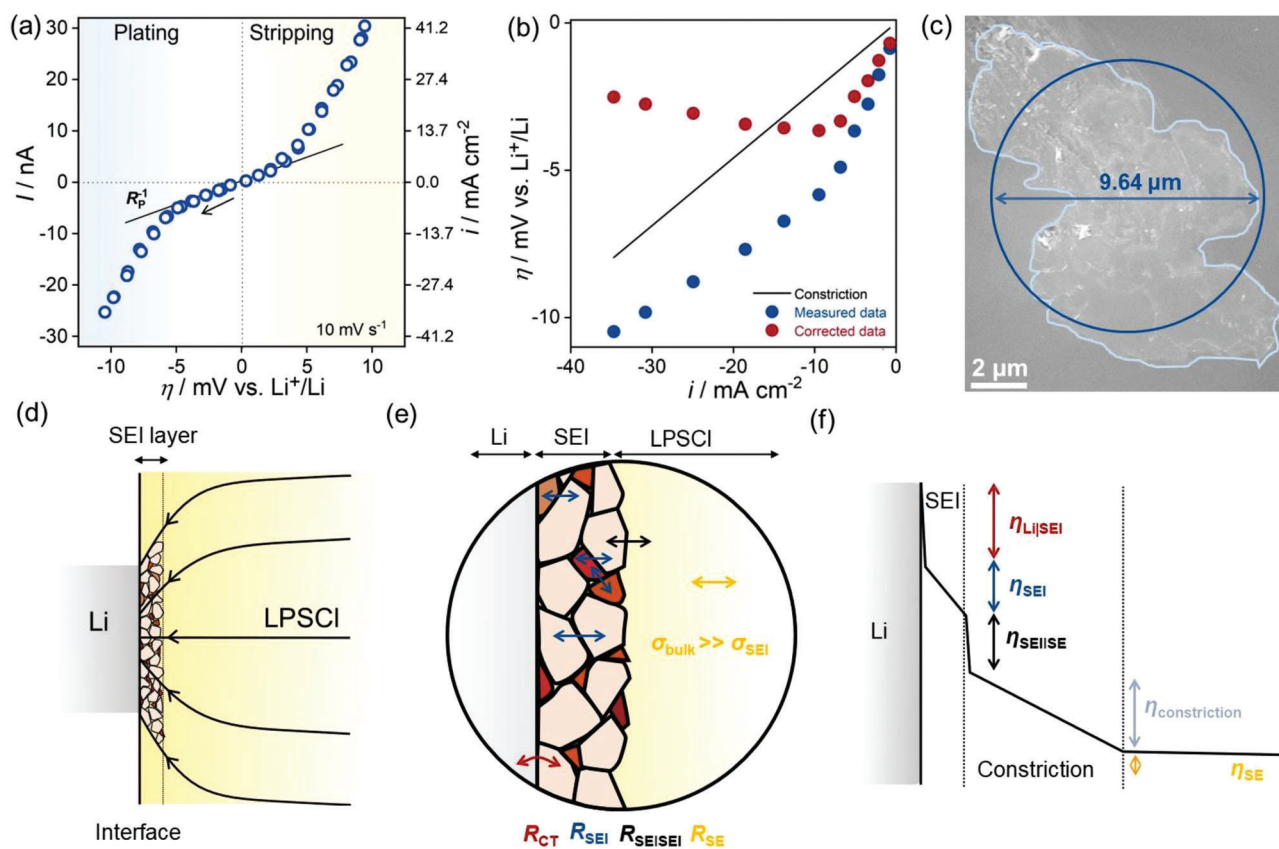 (a)
Plating
Stripping
30
20
10
0
-10
-20
-30
I / nA
41.2
27.4
13.7
0.0
-13.7
-27.4
-41.2
i / mA cm-2
Rp-1
10 mV s-1
-10
-5
0
5
10
η / mV vs. Li+/Li
(b)
0
-5
-10
η / mV vs. Li+/Li
Constriction
Measured data
Corrected data
-40
-30
-20
-10
0
i / mA cm-2
(c)
9.64 µm
2 µm
(d)
SEI layer
Li
LPSCl
Interface
(e)
Li
SEI
LPSCl
σbulk >> σSEI
RCT RSEI RSEISEI RSE
(f)
SEI
Li
ηLi|SEI
ηSEI
ηSEI|SE
ηconstriction
Constriction
ηSE